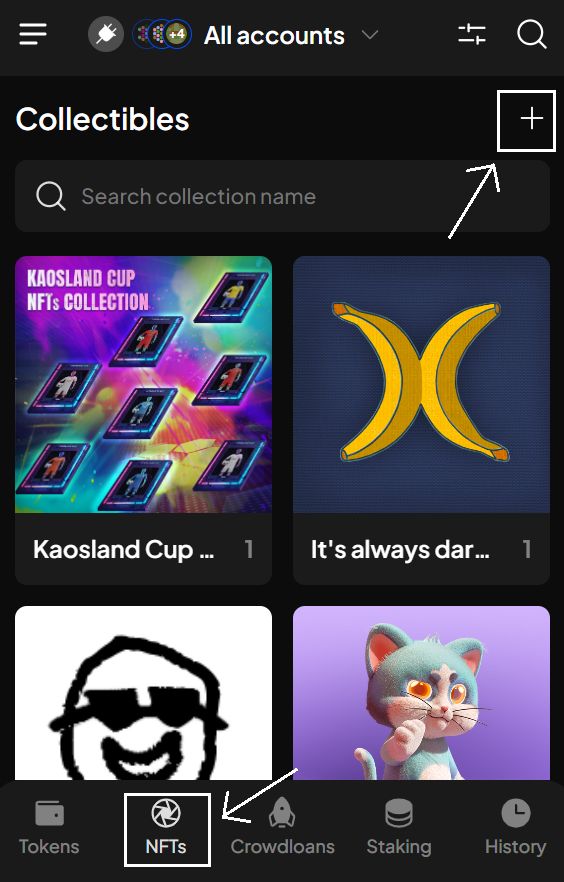 +4 All accounts
Collectibles
Search collection name
KAOSLAND CUP
NFTs COLLECTION
Kaosland Cup ... 1
It's always dar... 1
Tokens
NFTs
Crowdloans
Staking
History